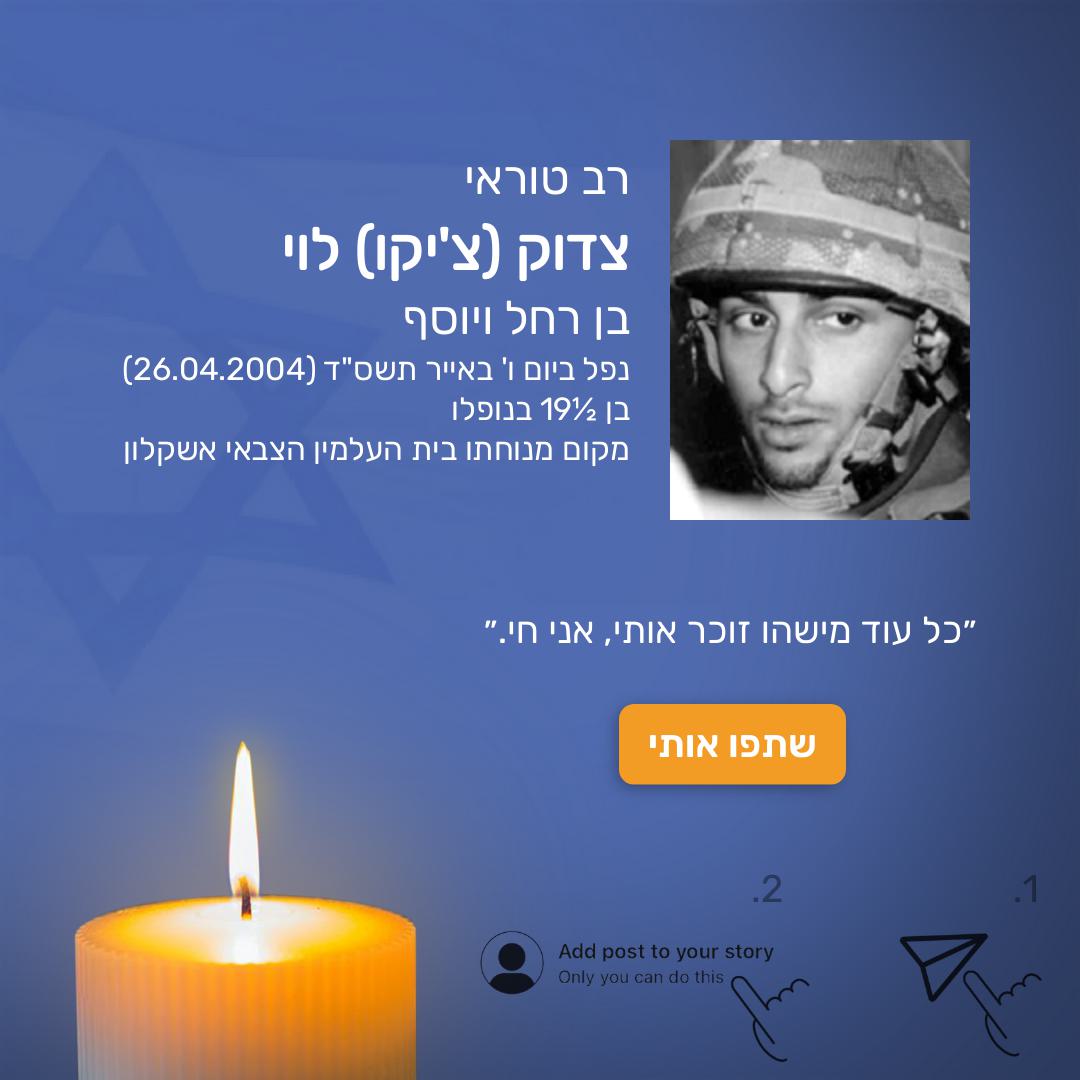 רב טוראי
צדוק (צ'יקו) לוי
בן רחל ויוסף
נפל ביום ו' באייר תשס"ד (26.04.2004)
בן 19½ בנופלו
מקום מנוחתו בית העלמין הצבאי אשקלון
״כל עוד מישהו זוכר אותי, אני חי.״
שתפו אותי
.1
.2
Add post to your story
Only you can do this